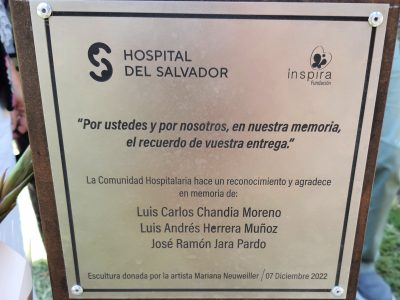 HOSPITAL
DEL SALVADOR
inspira
Fundación
"Por ustedes y por nosotros, en nuestra memoria,
el recuerdo de vuestra entrega."
La Comunidad Hospitalaria hace un reconocimiento y agradece
en memoria de:
Luis Carlos Chandia Moreno
Luis Andrés Herrera Muñoz
José Ramón Jara Pardo
Escultura donada por la artista Mariana Neuweiller / 07 Diciembre 2022